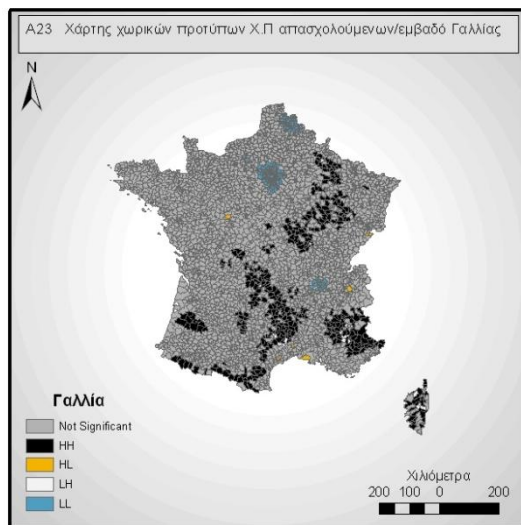 A23 Χάρτης χωρικών προτύπων Χ.Π απασχολούμενων/εμβαδό Γαλλίας
N
Γαλλία
Not Significant
HH
HL
LH
LL
Χιλιόμετρα
200 100 0 200